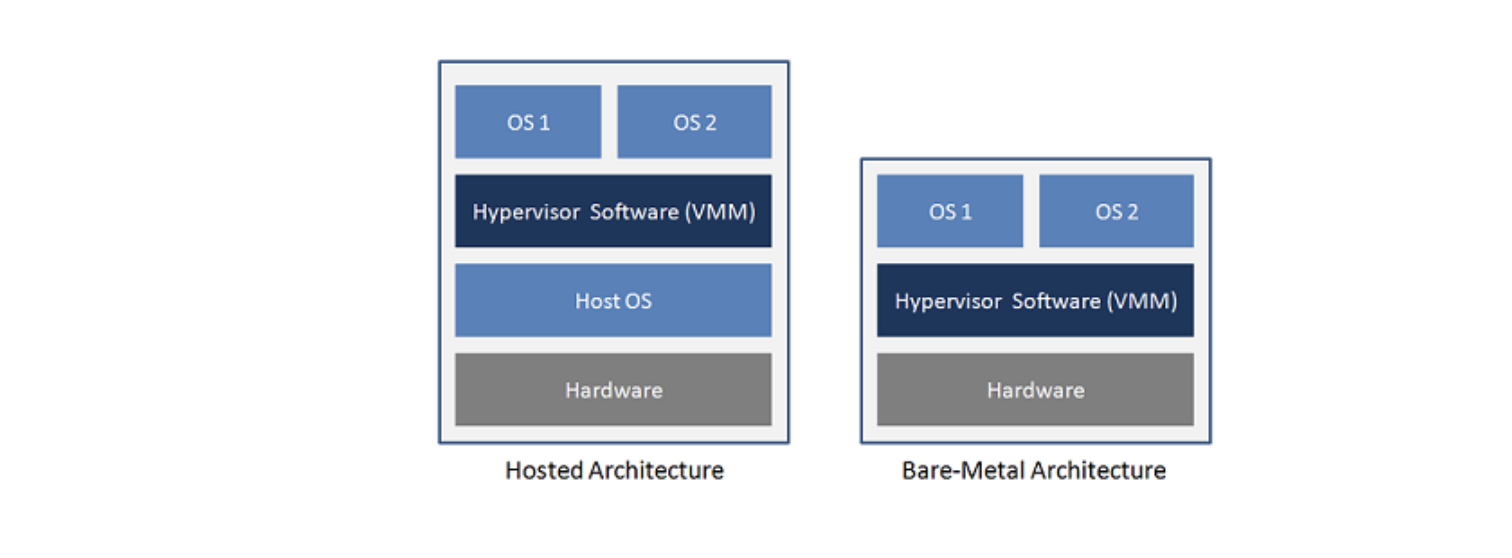 OS 1
OS 2
Hypervisor Software (VMM)
Host OS
Hardware
Hosted Architecture
OS 1
OS 2
Hypervisor Software (VMM)
Hardware
Bare-Metal Architecture